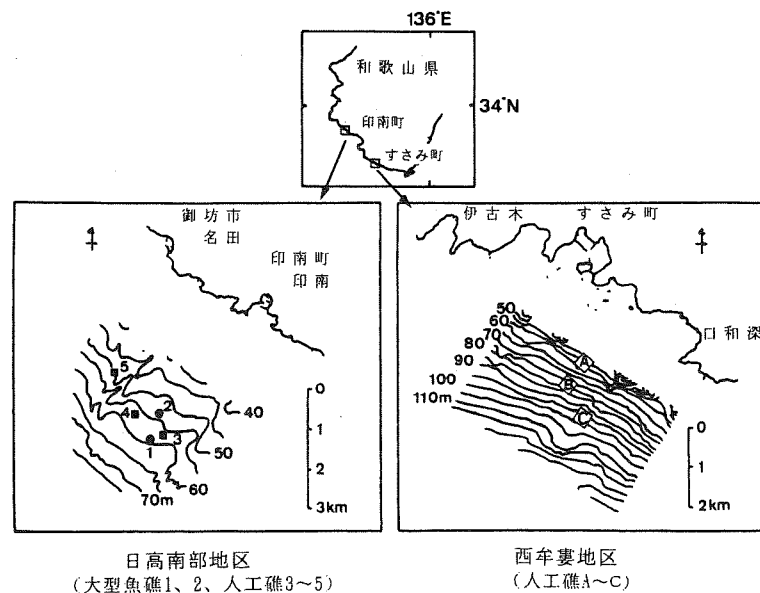 136°E
和歌山県
34°N
印南町
すさみ町
御坊市
名田
印南町
印南
5
4
2
3
1
40
50
60
70m
0
1
2
3km
伊古木
すさみ町
口和深
50
60
70
80
90
100
110m
A
B
C
0
1
2km
日高南部地区
(大型魚礁1、2、人工礁3~5)
西牟婁地区
(人工礁A~C)